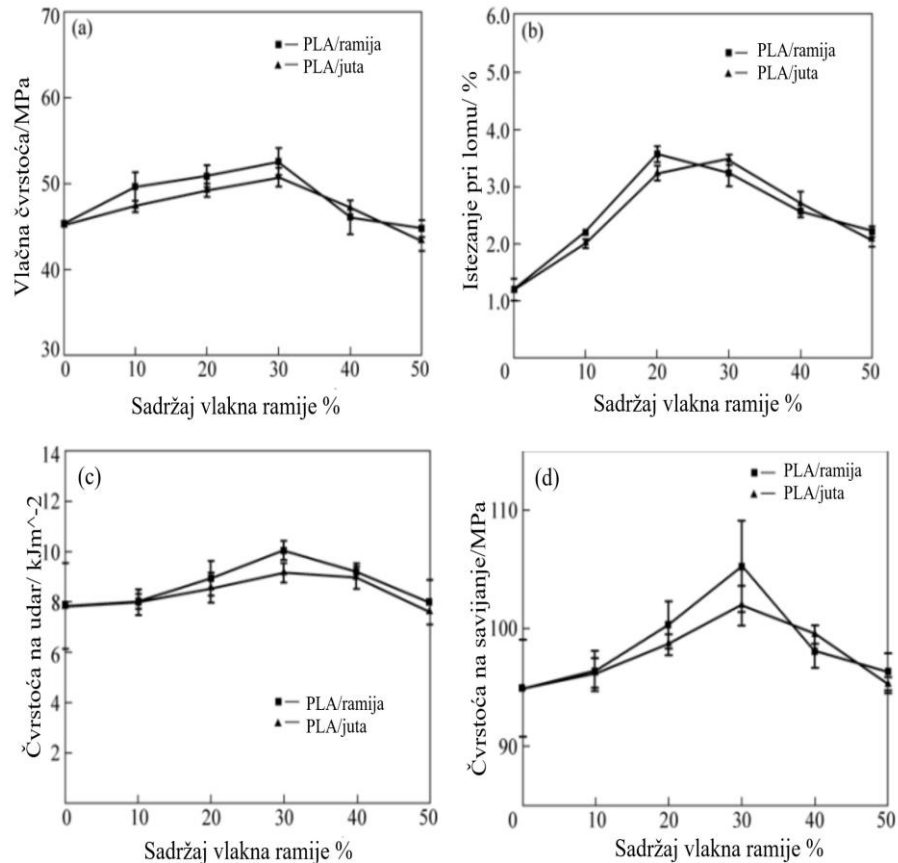 (a)
PLA/ramija
PLA/juta
Vlačna čvrstoća/MPa
70
60
50
40
30
0 10 20 30 40 50
Sadržaj vlakna ramije %
(b)
PLA/ramija
PLA/juta
Istezanje pri lomu/ %
6.0
5.0
4.0
3.0
2.0
1.0
0 10 20 30 40 50
Sadržaj vlakna ramije %
(c)
Čvrstoća na udar/ kJm^-2
14
12
10
8
6
4
2
PLA/ramija
PLA/juta
0 10 20 30 40 50
Sadržaj vlakna ramije %
(d)
PLA/ramija
PLA/juta
Čvrstoća na savijanje/MPa
110
100
90
0 10 20 30 40 50
Sadržaj vlakna ramije %